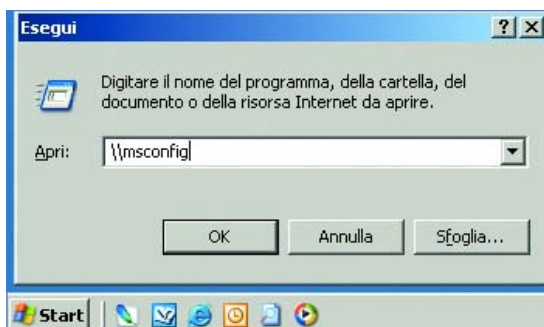 Esegui
Digitare il nome del programma, della cartella, del
documento o della risorsa Internet da aprire.
Apri: \\msconfig
OK Annulla Sfoglia...
Start